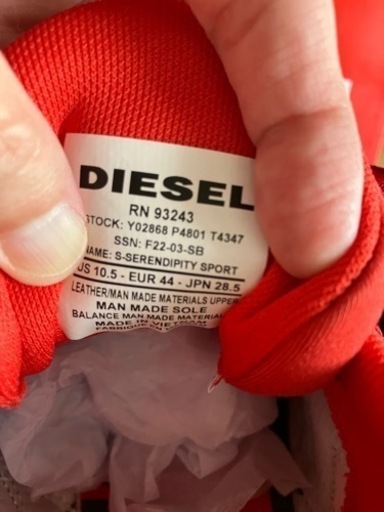 DIESEL
RN 93243
STOCK: Y02868 P4801 T4347
SSN: F22-03-SB
NAME: S-SERENDIPITY SPORT
US 10.5 - EUR 44 - JPN 28.5
LEATHER/MAN MADE MATERIALS UPPER
MAN MADE SOLE
BALANCE MAN MADE MATERIALS
MADE IN VIETNAM